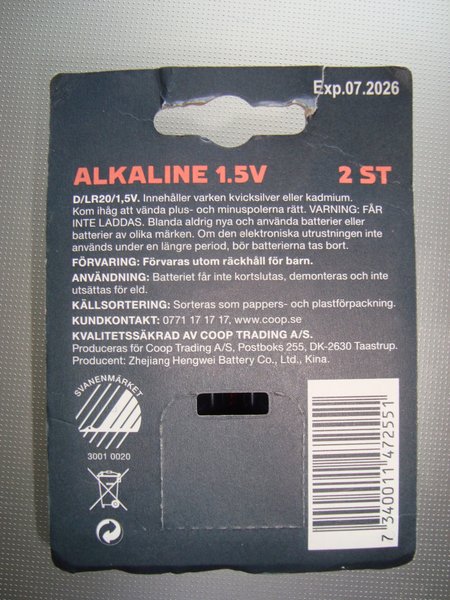 Exp.07.2026
ALKALINE 1.5V 2 ST
D/LR20/1,5V. Innehåller varken kvicksilver eller kadmium.
Kom ihåg att vända plus- och minuspolerna rätt. VARNING: FÅR
INTE LADDAS. Blanda aldrig nya och använda batterier eller
batterier av olika märken. Om den elektroniska utrustningen inte
används under en längre period, bör batterierna tas bort.
FÖRVARING: Förvaras utom räckhåll för barn.
ANVÄNDNING: Batteriet får inte kortslutas, demonteras och inte
utsättas för eld.
KÄLLSORTERING: Sorteras som pappers- och plastförpackning.
KUNDKONTAKT: 0771 17 17 17, www.coop.se
KVALITETSSÄKRAD AV COOP TRADING A/S.
Produceras för Coop Trading A/S. Postboks 255, DK-2630 Taastrup.
Producent: Zhejiang Hengwei Battery Co., Ltd., Kina.
SVANENMÄRKET
3001 0020
7 340011 472551